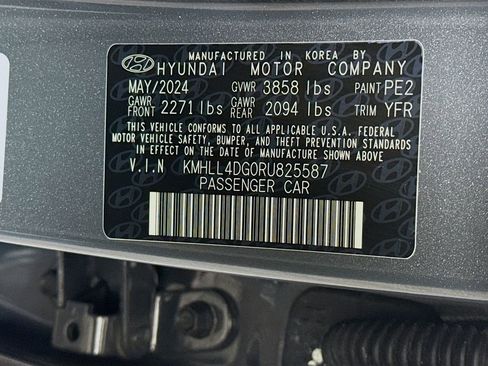 MANUFACTURED IN KOREA BY
HYUNDAI MOTOR COMPANY
MAY/2024 GVWR 3858 lbs PAINT PE2
GAWR FRONT 2271 lbs GAWR REAR 2094 lbs TRIM YFR
THIS VEHICLE CONFORMS TO ALL APPLICABLE U.S.A. FEDERAL
MOTOR VEHICLE SAFETY, BUMPER, AND THEFT PREVENTION STANDARDS
IN EFFECT ON THE DATE OF MANUFACTURE SHOWN ABOVE
V.I.N KMHLL4DG0RU825587
PASSENGER CAR